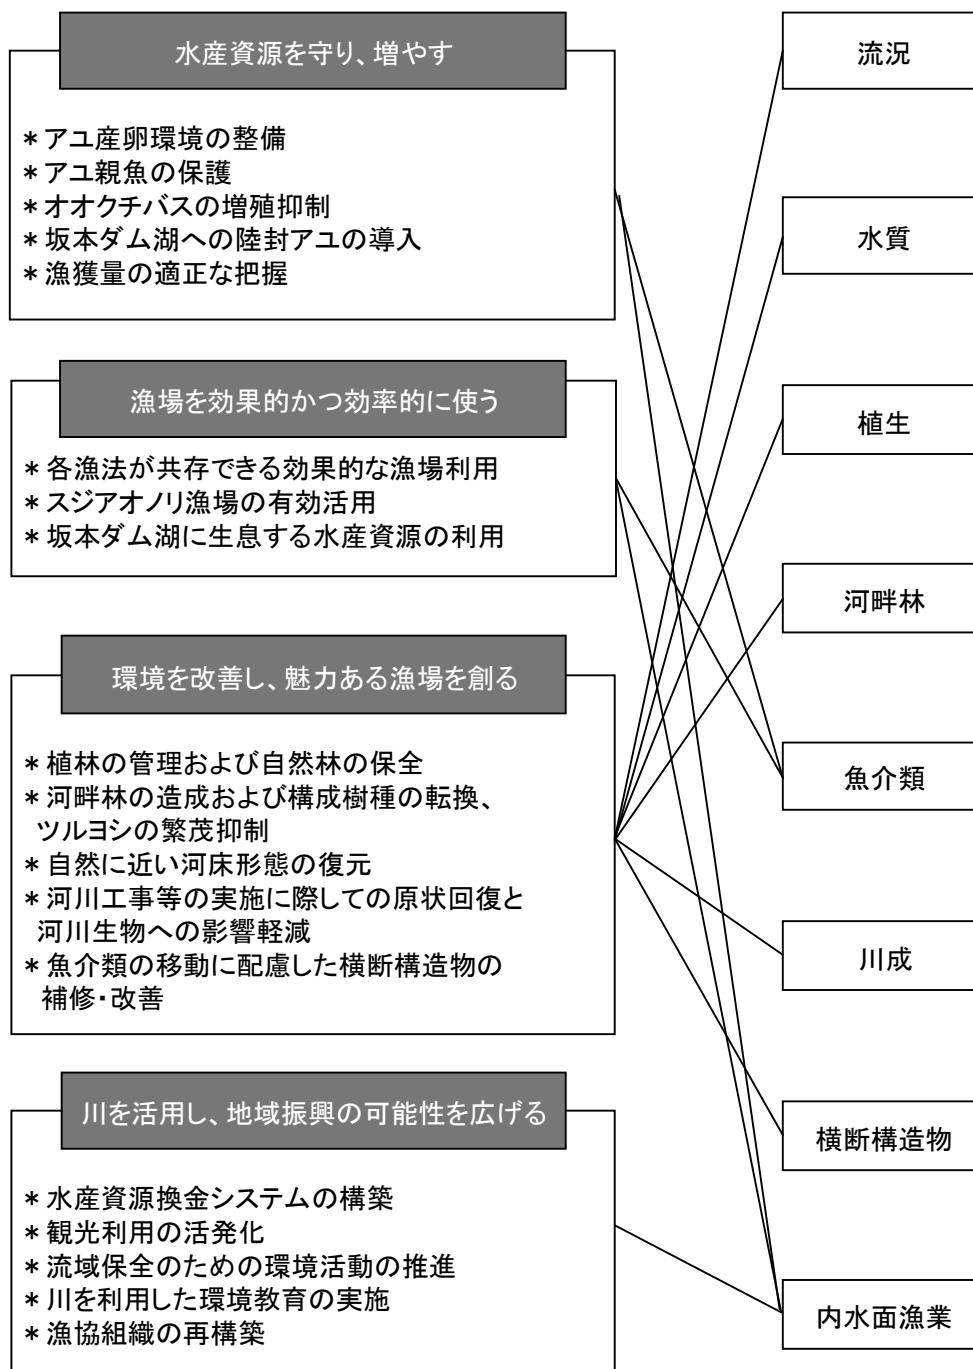 水産資源を守り、増やす
＊アユ産卵環境の整備
＊アユ親魚の保護
＊オオクチバスの増殖抑制
＊坂本ダム湖への陸封アユの導入
＊漁獲量の適正な把握
漁場を効果的かつ効率的に使う
＊各漁法が共存できる効果的な漁場利用
＊スジアオノリ漁場の有効活用
＊坂本ダム湖に生息する水産資源の利用
環境を改善し、魅力ある漁場を創る
＊植林の管理および自然林の保全
＊河畔林の造成および構成樹種の転換、
ツルヨシの繁茂抑制
＊自然に近い河床形態の復元
＊河川工事等の実施に際しての原状回復と
河川生物への影響軽減
＊魚介類の移動に配慮した横断構造物の
補修・改善
川を活用し、地域振興の可能性を広げる
＊水産資源換金システムの構築
＊観光利用の活発化
＊流域保全のための環境活動の推進
＊川を利用した環境教育の実施
＊漁協組織の再構築
流況
水質
植生
河畔林
魚介類
川成
横断構造物
内水面漁業